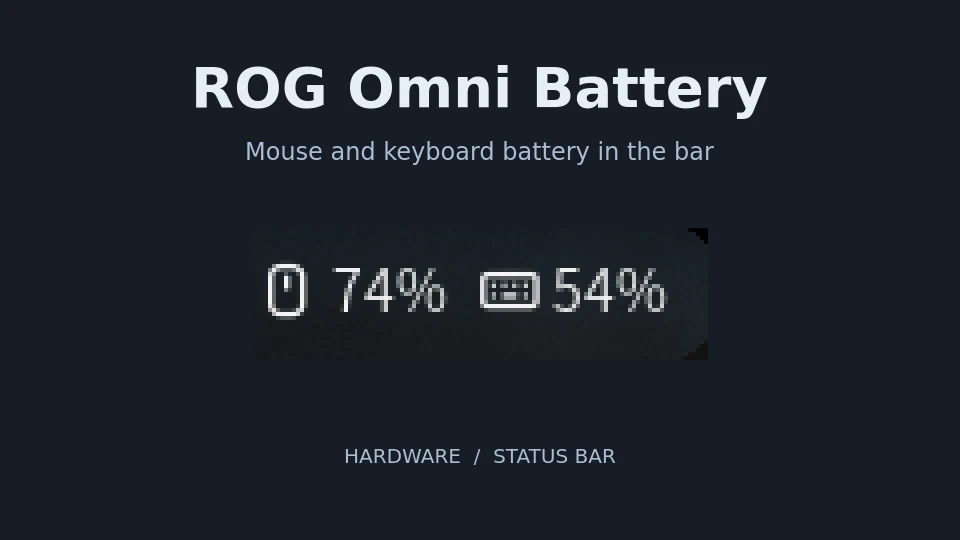 ROG Omni Battery
Mouse and keyboard battery in the bar
74% 54%
HARDWARE / STATUS BAR